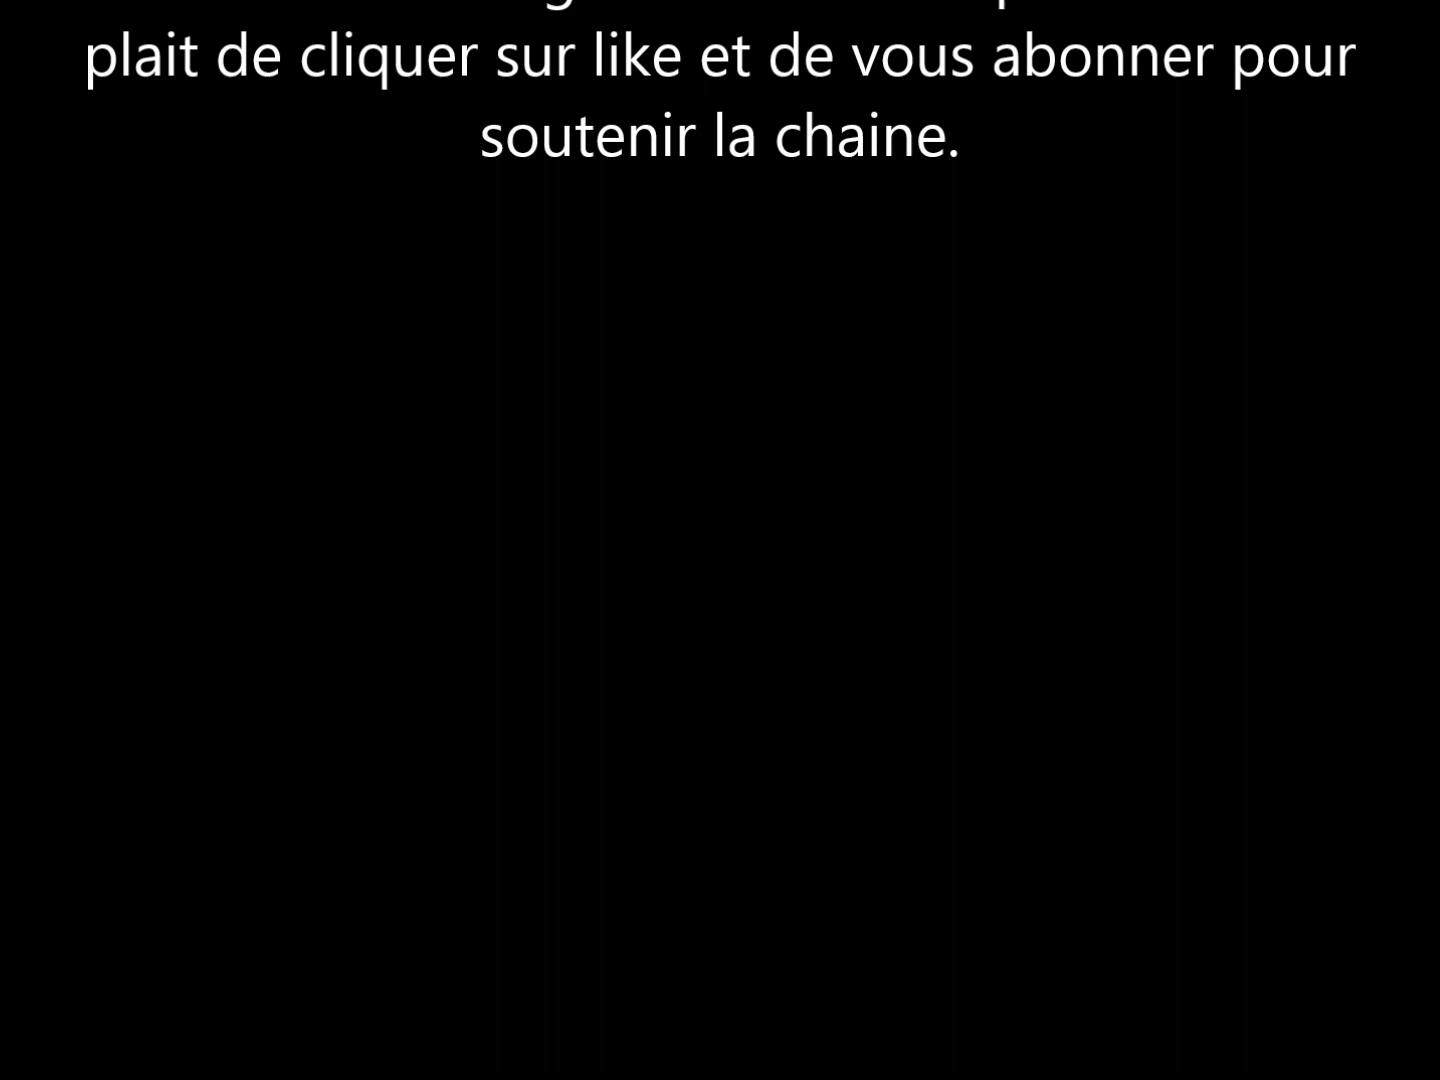 plait de cliquer sur like et de vous abonner pour
soutenir la chaine.